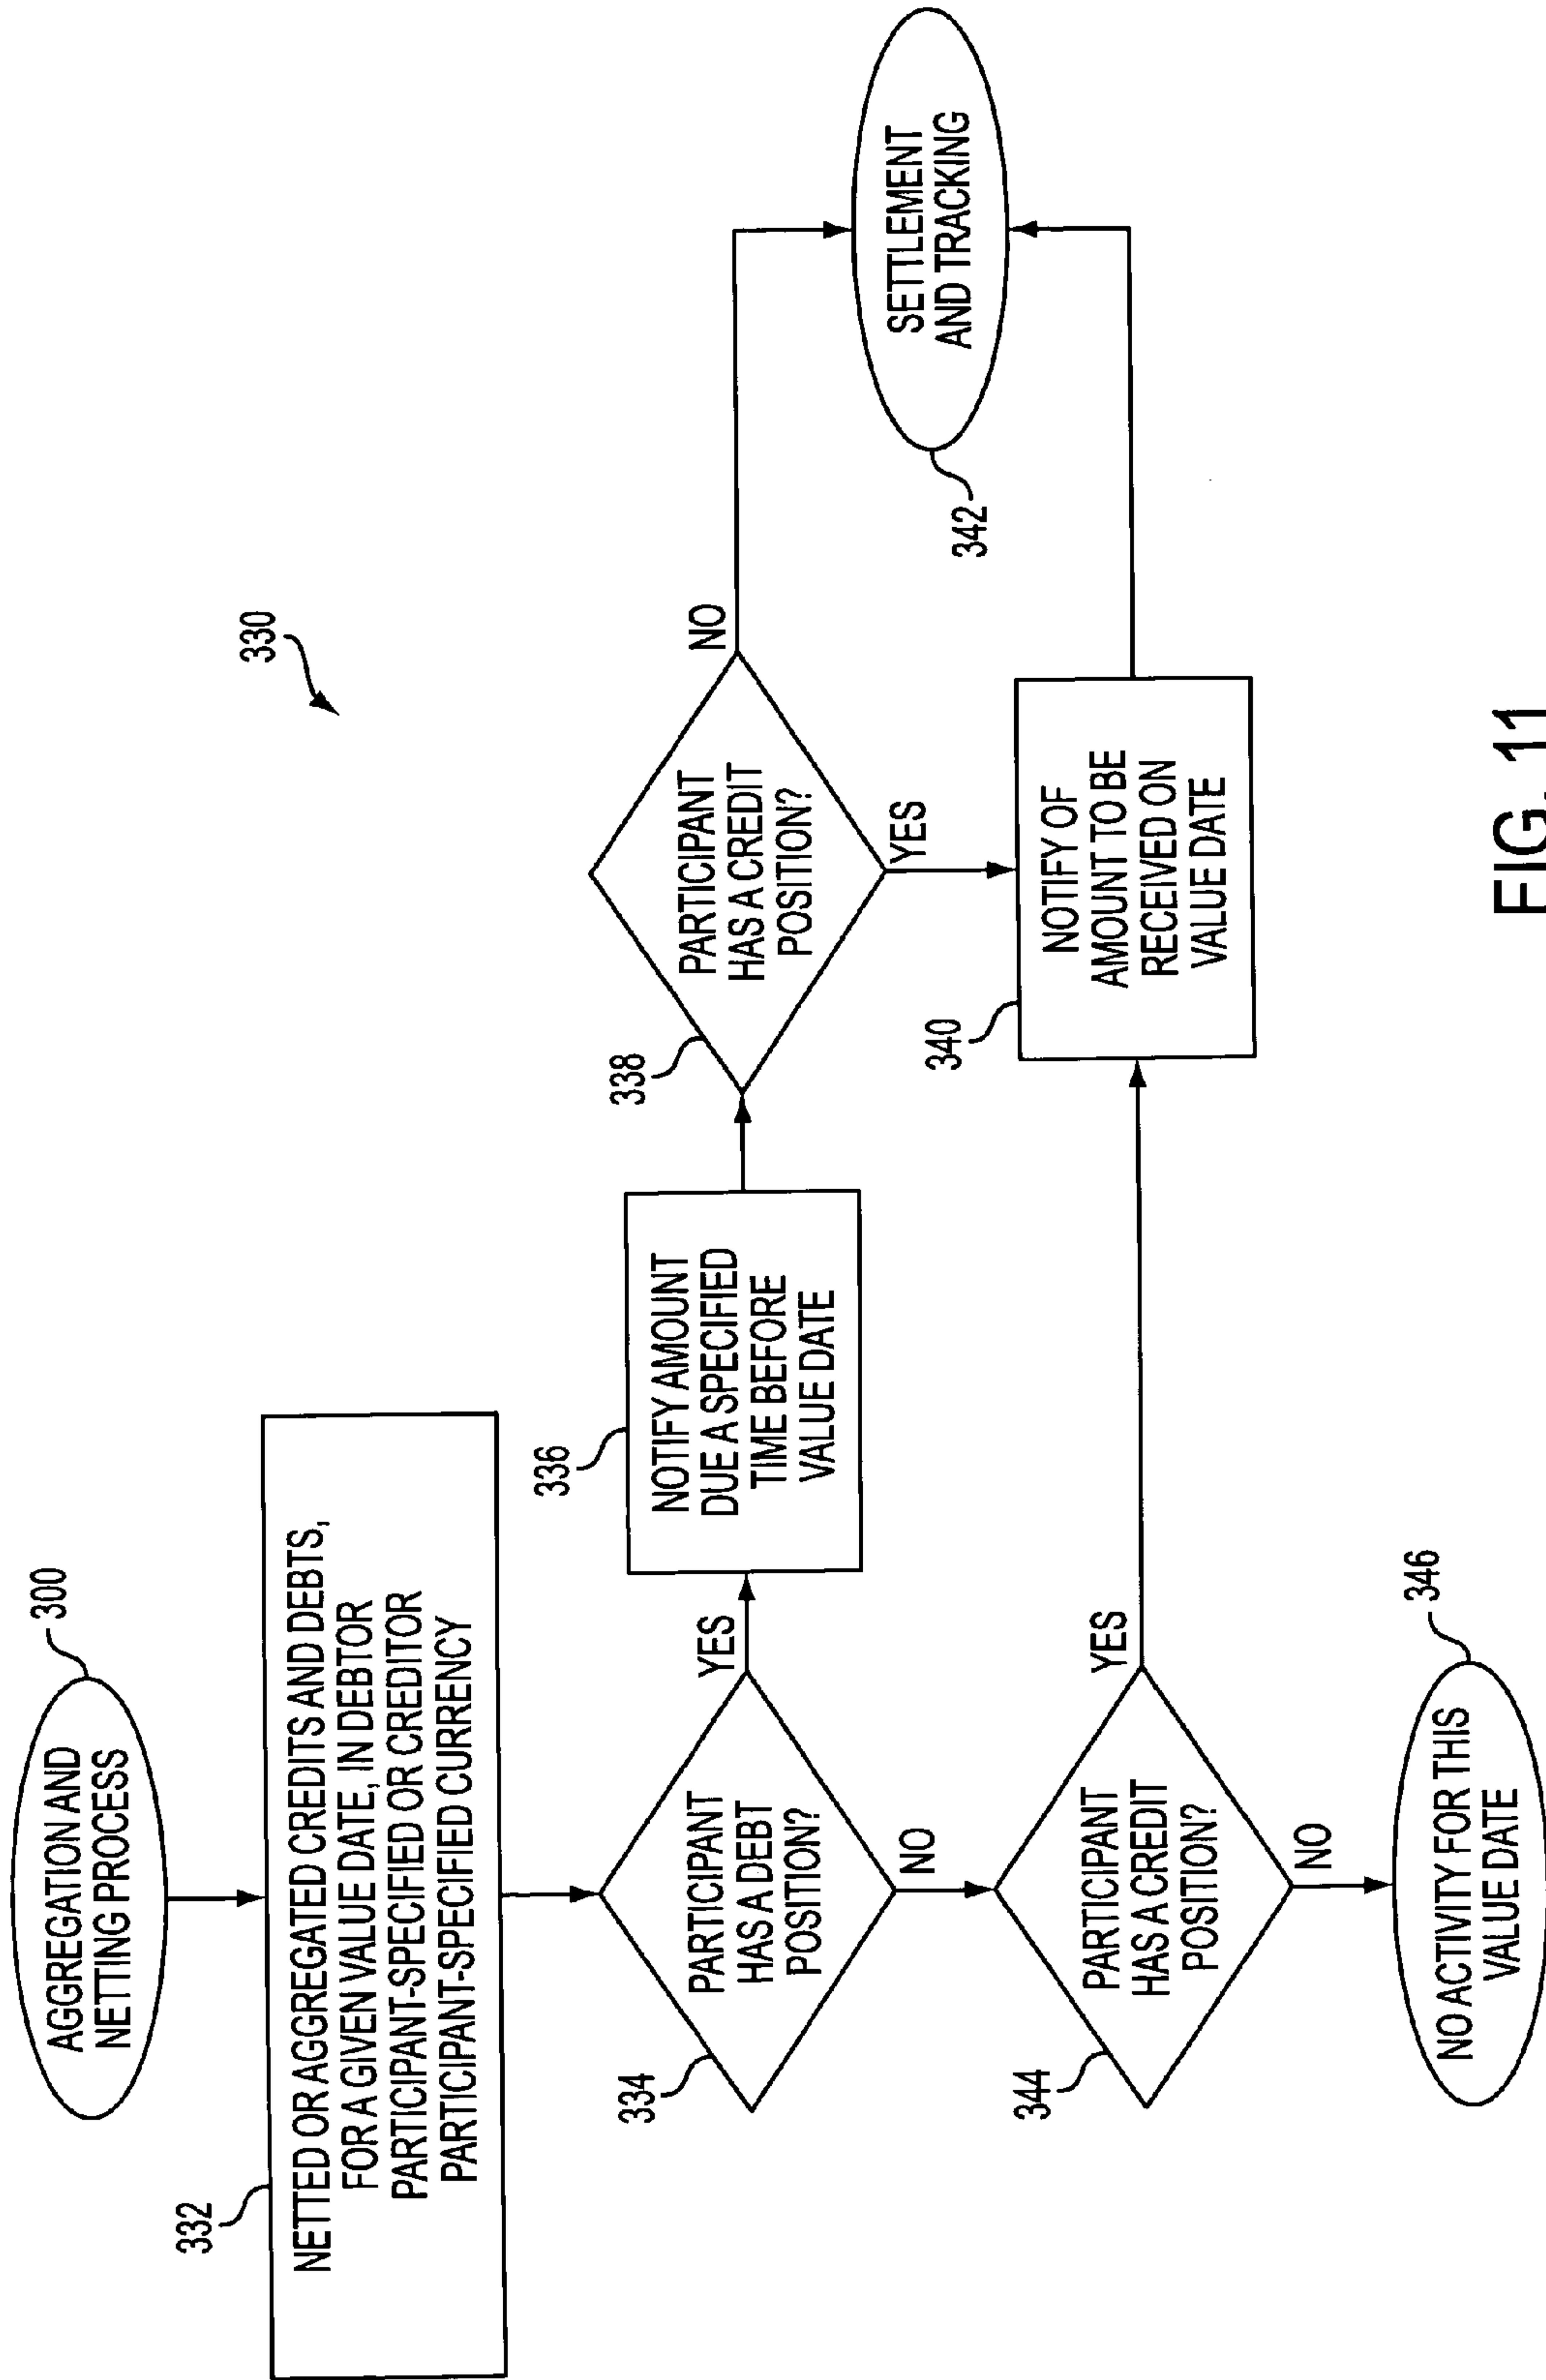 330
300
AGGREGATION AND
NETTING PROCESS
332
NETTED OR AGGREGATED CREDITS AND DEBTS,
FOR A GIVEN VALUE DATE, IN DEBTOR
PARTICIPANT-SPECIFIED OR CREDITOR
PARTICIPANT-SPECIFIED CURRENCY
334
PARTICIPANT
HAS A DEBT
POSITION?
YES
NO
336
NOTIFY AMOUNT
DUE A SPECIFIED
TIME BEFORE
VALUE DATE
338
PARTICIPANT
HAS A CREDIT
POSITION?
NO
YES
344
PARTICIPANT
HAS A CREDIT
POSITION?
YES
NO
340
NOTIFY OF
AMOUNT TO BE
RECEIVED ON
VALUE DATE
342
SETTLEMENT
AND TRACKING
346
NO ACTIVITY FOR THIS
VALUE DATE
FIG. 11